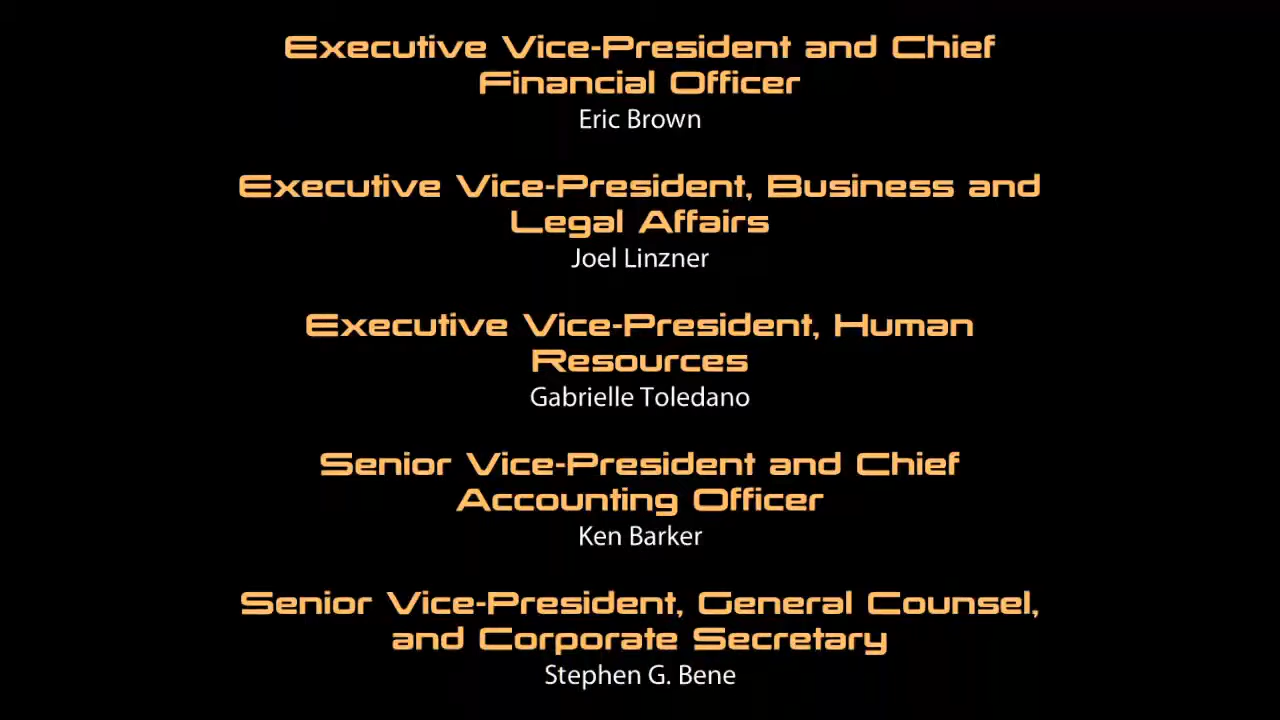 Executive Vice-President and Chief
Financial Officer
Eric Brown
Executive Vice-President, Business and
Legal Affairs
Joel Linzner
Executive Vice-President, Human
Resources
Gabrielle Toledano
Senior Vice-President and Chief
Accounting Officer
Ken Barker
Senior Vice-President, General Counsel,
and Corporate Secretary
Stephen G. Bene